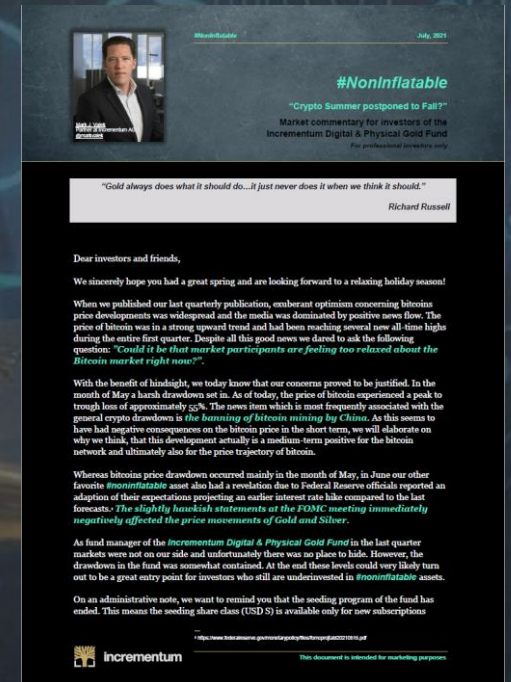 #NonInflatable
July, 2021
#NonInflatable
"Crypto Summer postponed to Fall?"
Market commentary for investors of the
Incrementum Digital & Physical Gold Fund
For professional investors only
Partner at Incrementum AG
"Gold always does what it should do…it just never does it when we think it should."
Richard Russell
Dear investors and friends,
We sincerely hope you had a great spring and are looking forward to a relaxing holiday season!
When we published our last quarterly publication, exuberant optimism concerning bitcoins
price developments was widespread and the media was dominated by positive news flow. The
price of bitcoin was in a strong upward trend and had been reaching several new all-time highs
during the entire first quarter. Despite all this good news we dared to ask the following
question: "Could it be that market participants are feeling too relaxed about the
Bitcoin market right now?".
With the benefit of hindsight, we today know that our concerns proved to be justified. In the
month of May a harsh drawdown set in. As of today, the price of bitcoin experienced a peak to
trough loss of approximately 55%. The news item which is most frequently associated with the
general crypto drawdown is the banning of bitcoin mining by China. As this seems to
have had negative consequences on the bitcoin price in the short term, we will elaborate on
why we think, that this development actually is a medium-term positive for the bitcoin
network and ultimately also for the price trajectory of bitcoin.
Whereas bitcoins price drawdown occurred mainly in the month of May, in June our other
favorite #noninflatable asset also had a revelation due to Federal Reserve officials reported an
adaption of their expectations projecting an earlier interest rate hike compared to the last
forecasts. The slightly hawkish statements at the FOMC meeting immediately
negatively affected the price movements of Gold and Silver.
As fund manager of the Incrementum Digital & Physical Gold Fund in the last quarter
markets were not on our side and unfortunately there was no place to hide. However, the
drawdown in the fund was somewhat contained. At the end these levels could very likely turn
out to be a great entry point for investors who still are underinvested in #noninflatable assets.
On an administrative note, we want to remind you that the seeding program of the fund has
ended. This means the seeding share class (USD S) is available only for new subscriptions
incrementum
This document is intended for marketing purposes